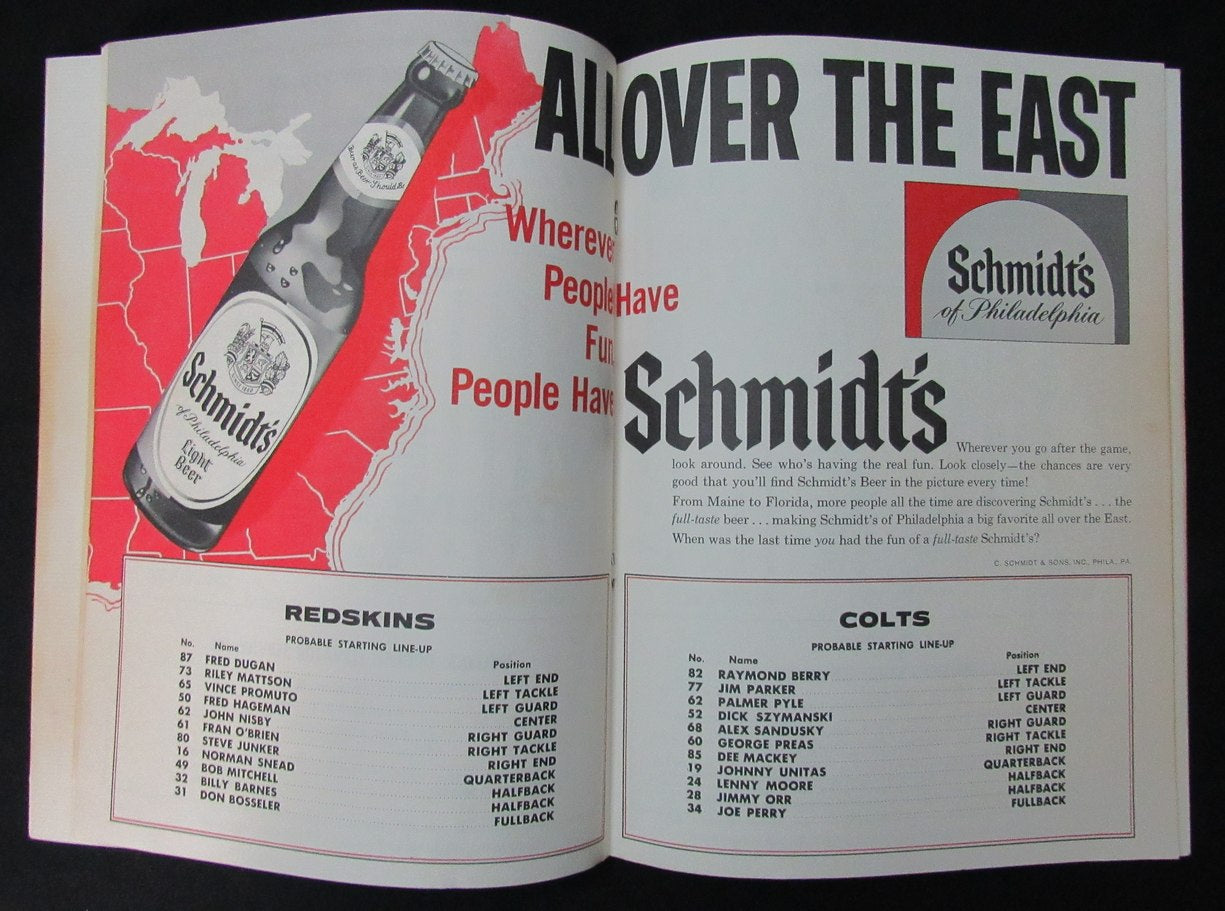 ALL OVER THE EAST
Wherever
People Have
Fun
People Have
Schmidt's
Schmidt's
of Philadelphia
Beer as Beer Should Be
Schmidt's
of Philadelphia
Light
Beer
Wherever you go after the game,
look around. See who's having the real fun. Look closely—the chances are very
good that you'll find Schmidt's Beer in the picture every time!
From Maine to Florida, more people all the time are discovering Schmidt's . . . the
full-taste beer . . . making Schmidt's of Philadelphia a big favorite all over the East.
When was the last time you had the fun of a full-taste Schmidt's?
C. SCHMIDT & SONS, INC., PHILA., PA.
REDSKINS
PROBABLE STARTING LINE-UP
No. Name Position
87 FRED DUGAN LEFT END
73 RILEY MATTSON LEFT TACKLE
65 VINCE PROMUTO LEFT GUARD
50 FRED HAGEMAN CENTER
62 JOHN NISBY RIGHT GUARD
61 FRAN O'BRIEN RIGHT TACKLE
80 STEVE JUNKER RIGHT END
16 NORMAN SNEAD QUARTERBACK
49 BOB MITCHELL HALFBACK
32 BILLY BARNES HALFBACK
31 DON BOSSELER FULLBACK
COLTS
PROBABLE STARTING LINE-UP
No. Name Position
82 RAYMOND BERRY LEFT END
77 JIM PARKER LEFT TACKLE
62 PALMER PYLE LEFT GUARD
52 DICK SZYMANSKI CENTER
68 ALEX SANDUSKY RIGHT GUARD
60 GEORGE PREAS RIGHT TACKLE
85 DEE MACKEY RIGHT END
19 JOHNNY UNITAS QUARTERBACK
24 LENNY MOORE HALFBACK
28 JIMMY ORR HALFBACK
34 JOE PERRY FULLBACK